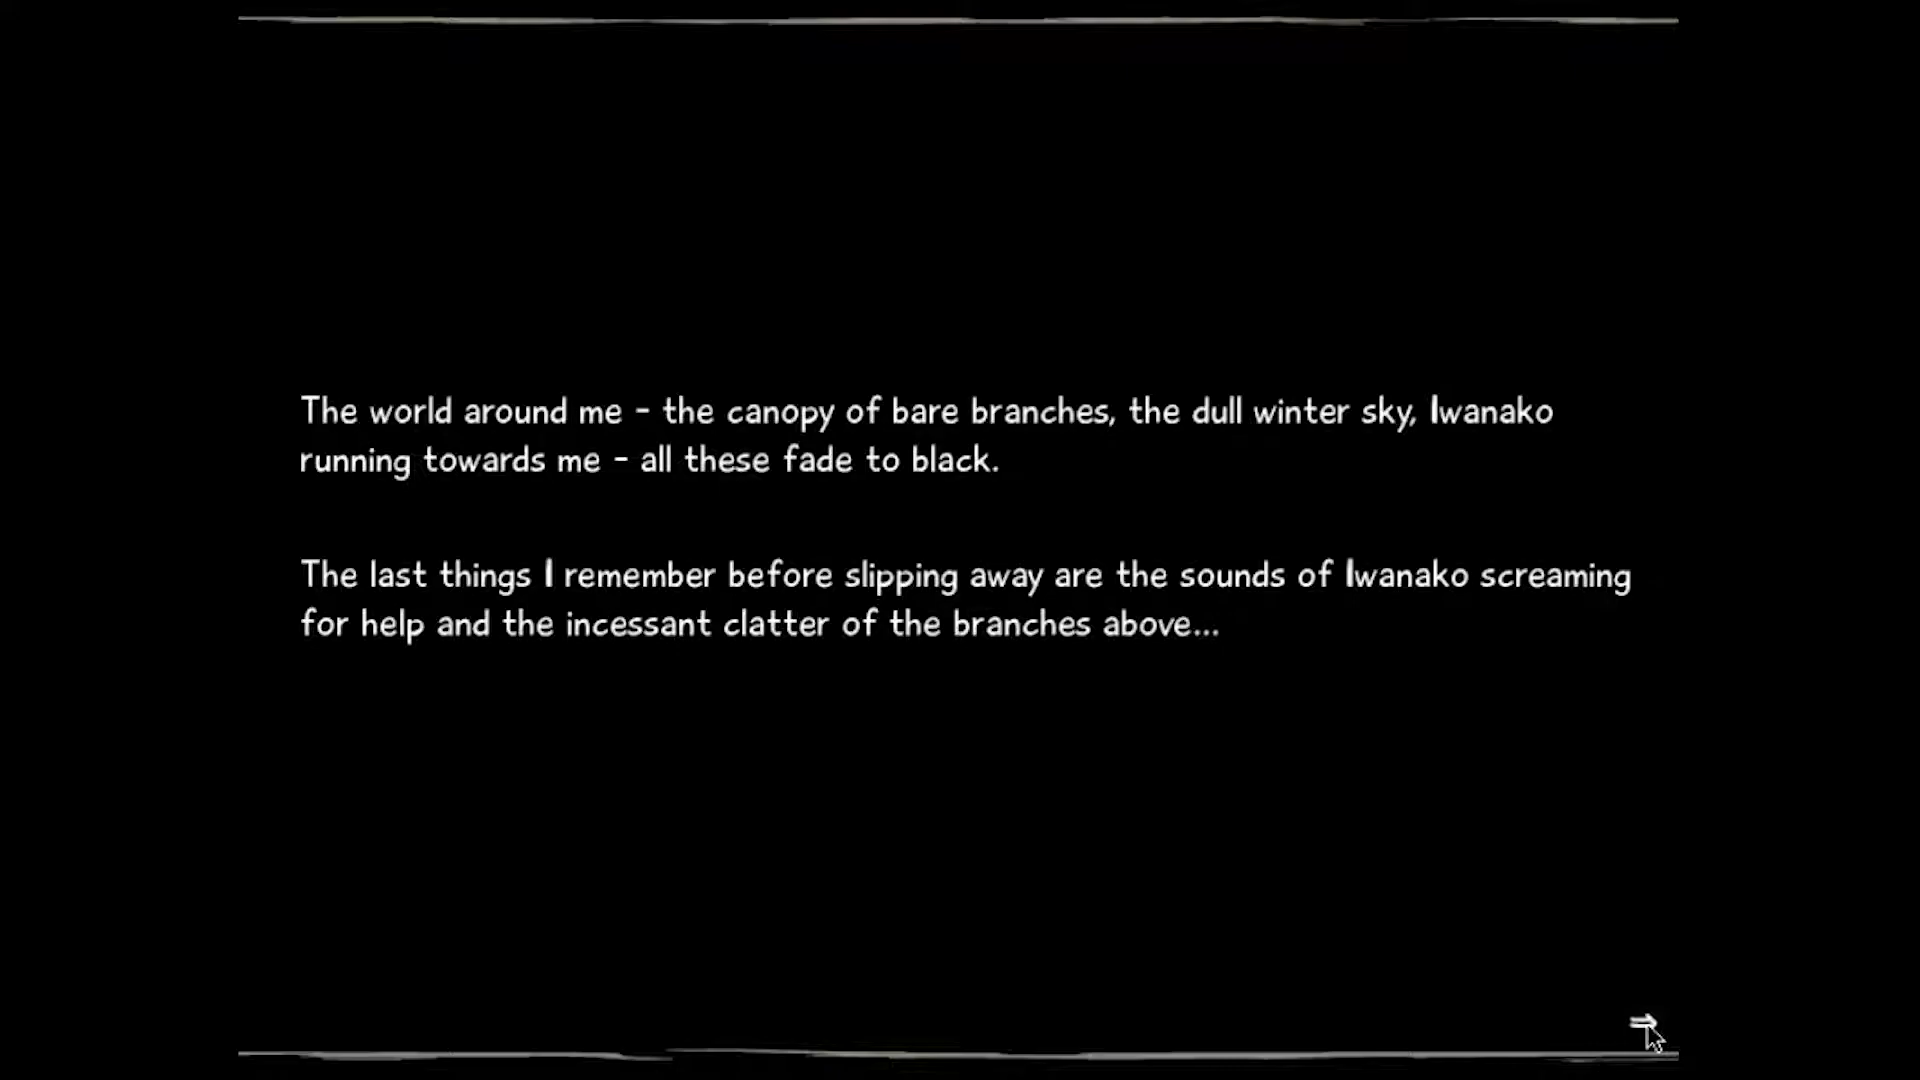 The world around me - the canopy of bare branches, the dull winter sky, Iwanako
running towards me - all these fade to black.
The last things I remember before slipping away are the sounds of Iwanako screaming
for help and the incessant clatter of the branches above...